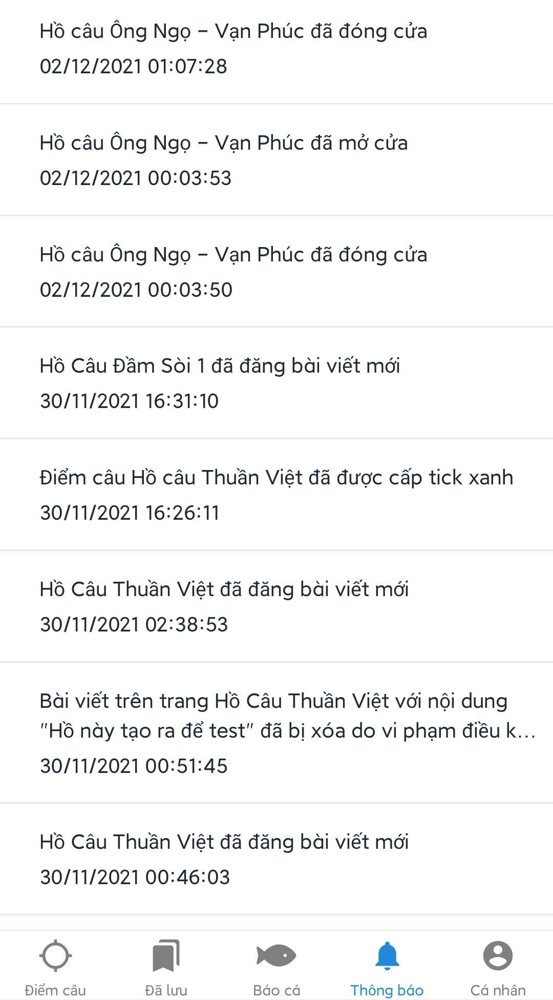 Hồ câu Ông Ngọ – Vạn Phúc đã đóng cửa
02/12/2021 01:07:28
Hồ câu Ông Ngọ – Vạn Phúc đã mở cửa
02/12/2021 00:03:53
Hồ câu Ông Ngọ – Vạn Phúc đã đóng cửa
02/12/2021 00:03:50
Hồ Câu Đầm Sòi 1 đã đăng bài viết mới
30/11/2021 16:31:10
Điểm câu Hồ câu Thuần Việt đã được cấp tick xanh
30/11/2021 16:26:11
Hồ Câu Thuần Việt đã đăng bài viết mới
30/11/2021 02:38:53
Bài viết trên trang Hồ Câu Thuần Việt với nội dung
"Hồ này tạo ra để test" đã bị xóa do vi phạm điều k...
30/11/2021 00:51:45
Hồ Câu Thuần Việt đã đăng bài viết mới
30/11/2021 00:46:03
Điểm câu
Đã lưu
Báo cá
Thông báo
Cá nhân